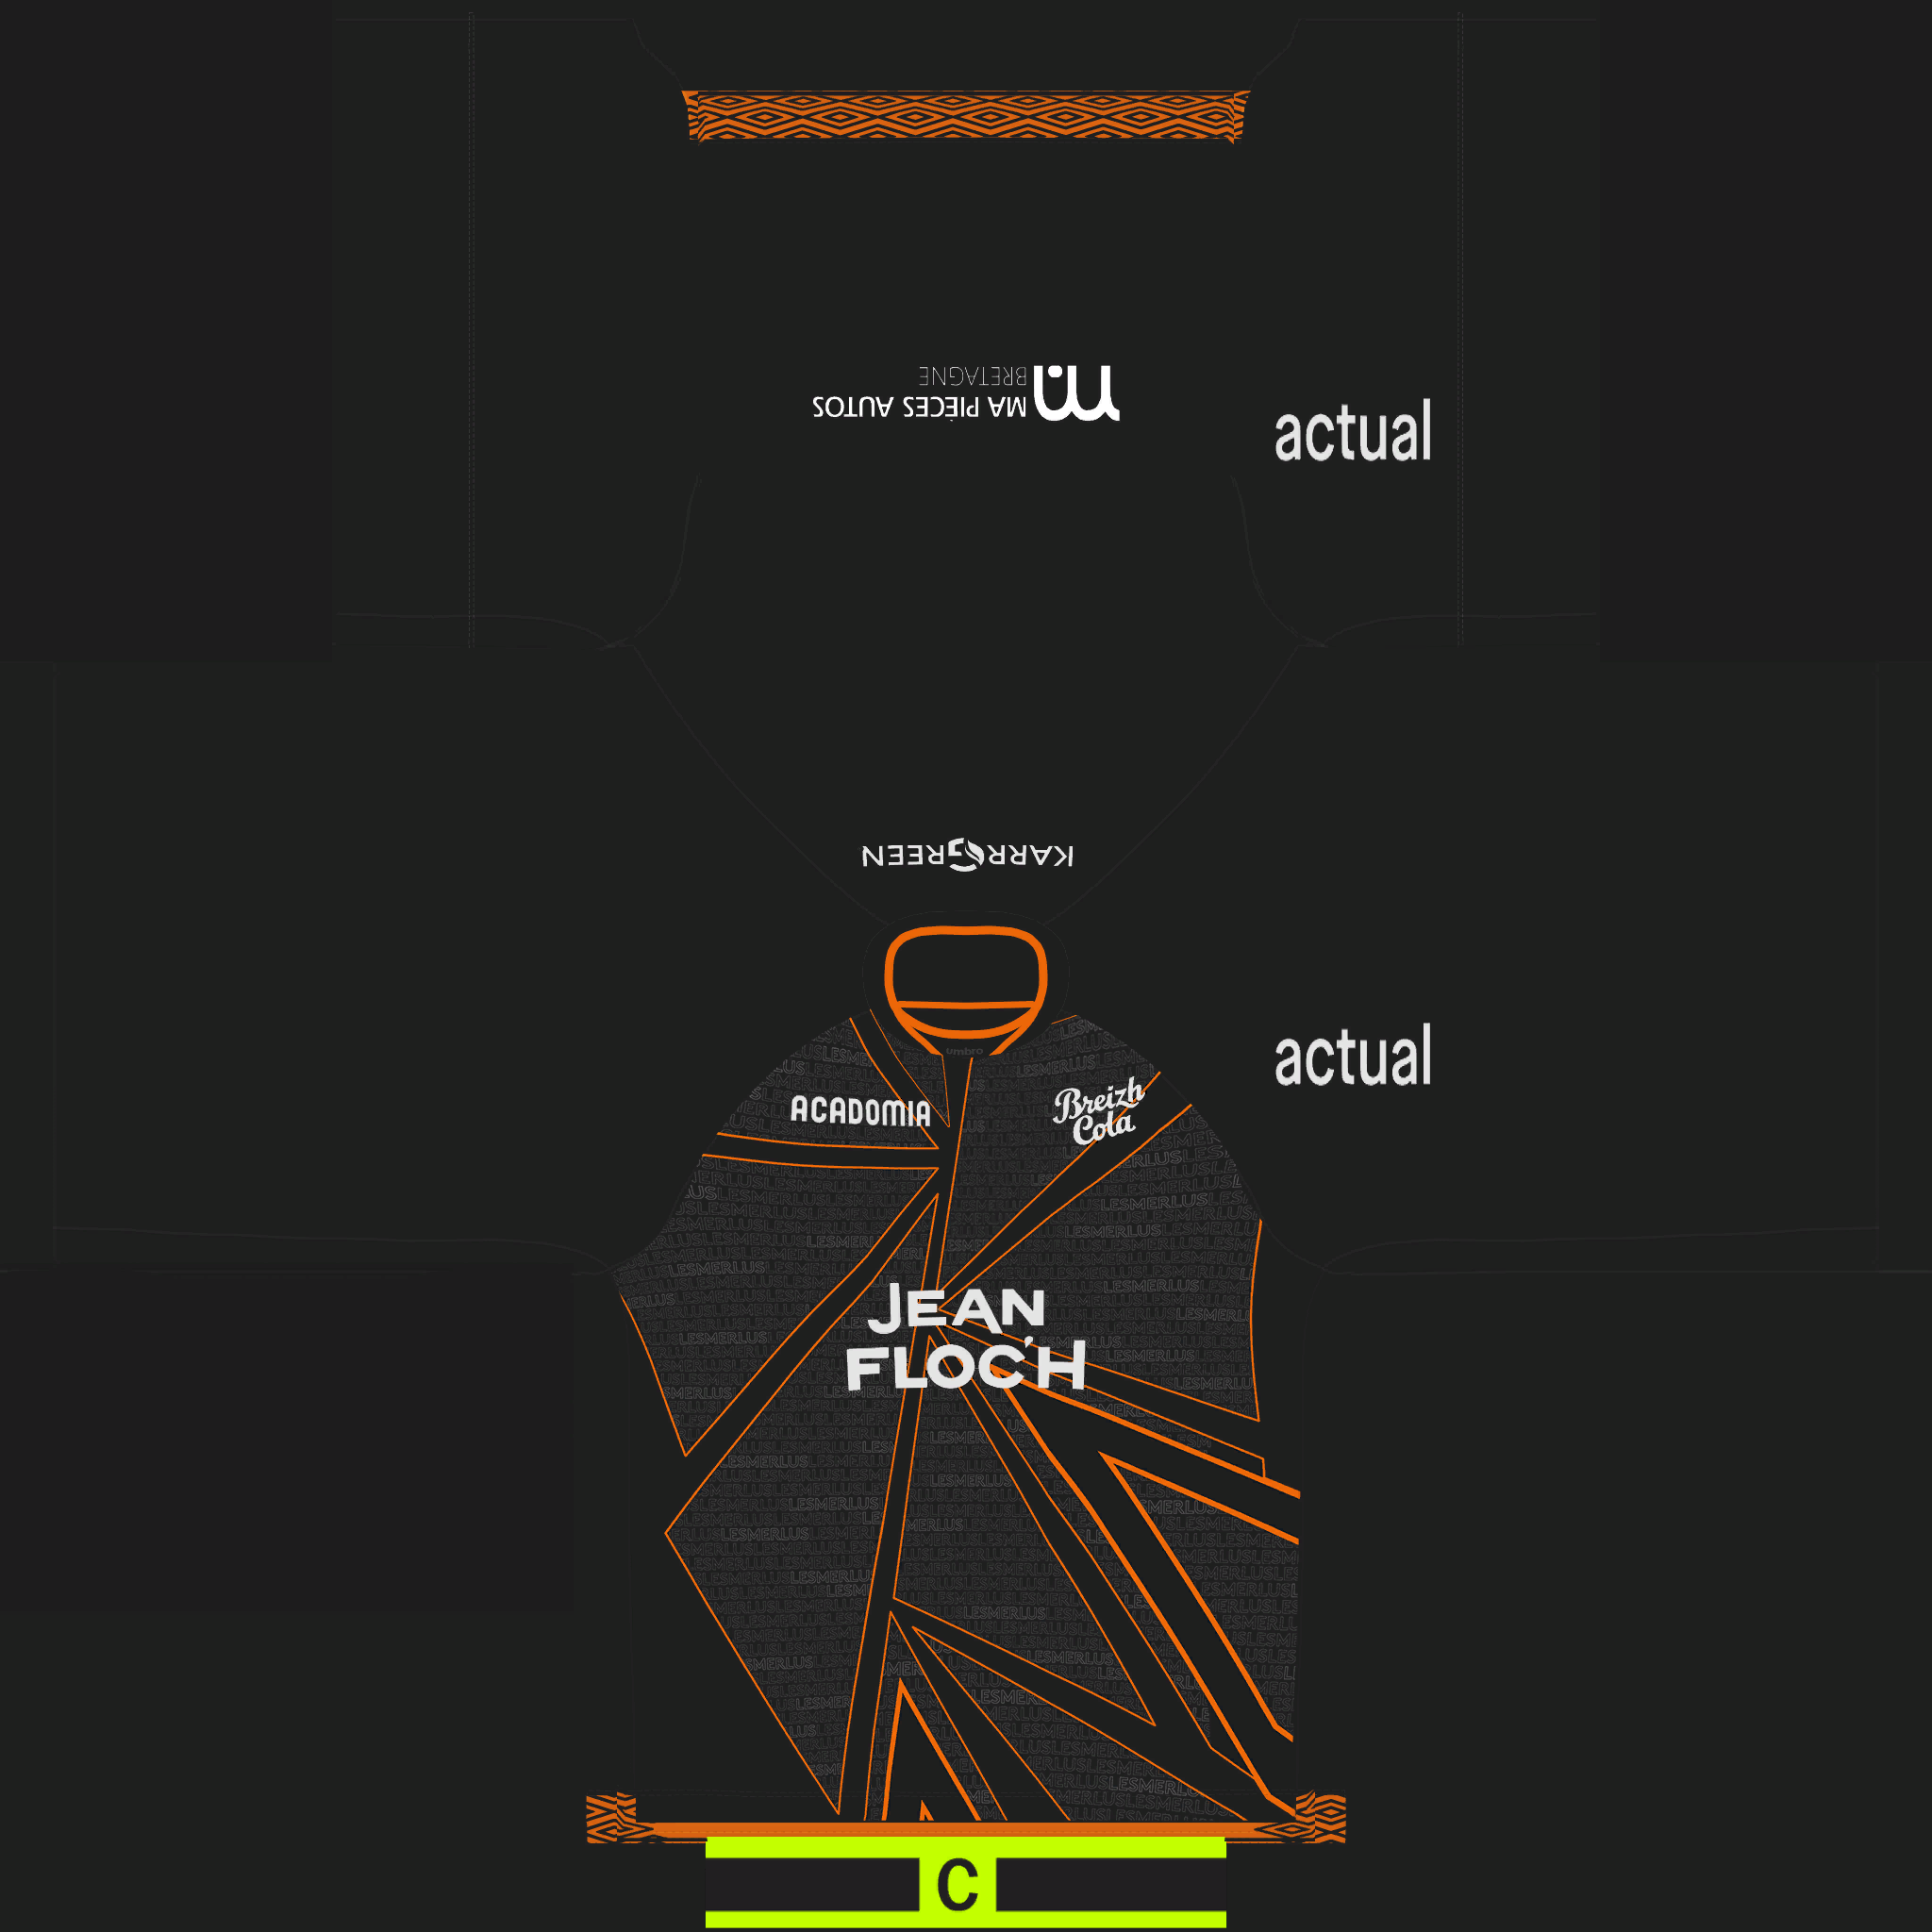 MA PIÈCES AUTOS
BRETAGNE
m
actual
KARRGREEN
umbro
actual
ACADOMIA
Breizh
Cola
LESMERLUS
JEAN
FLOC'H
C